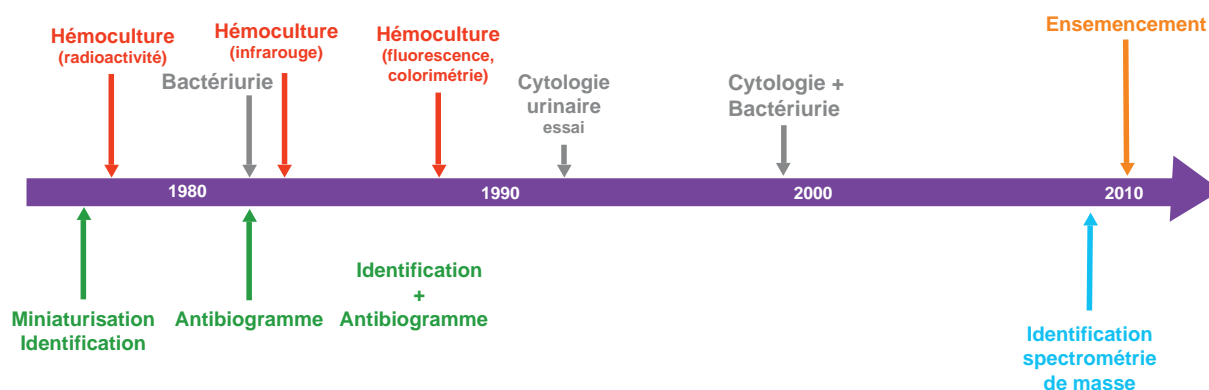 Ensemencement
Hémoculture
(radioactivité)
Hémoculture
(infrarouge)
Hémoculture
(fluorescence,
colorimétrie)
Bactériurie
Cytologie
urinaire
essai
Cytologie +
Bactériurie
1980
1990
2000
2010
Miniaturisation
Identification
Antibiogramme
Identification
+
Antibiogramme
Identification
spectrométrie
de masse